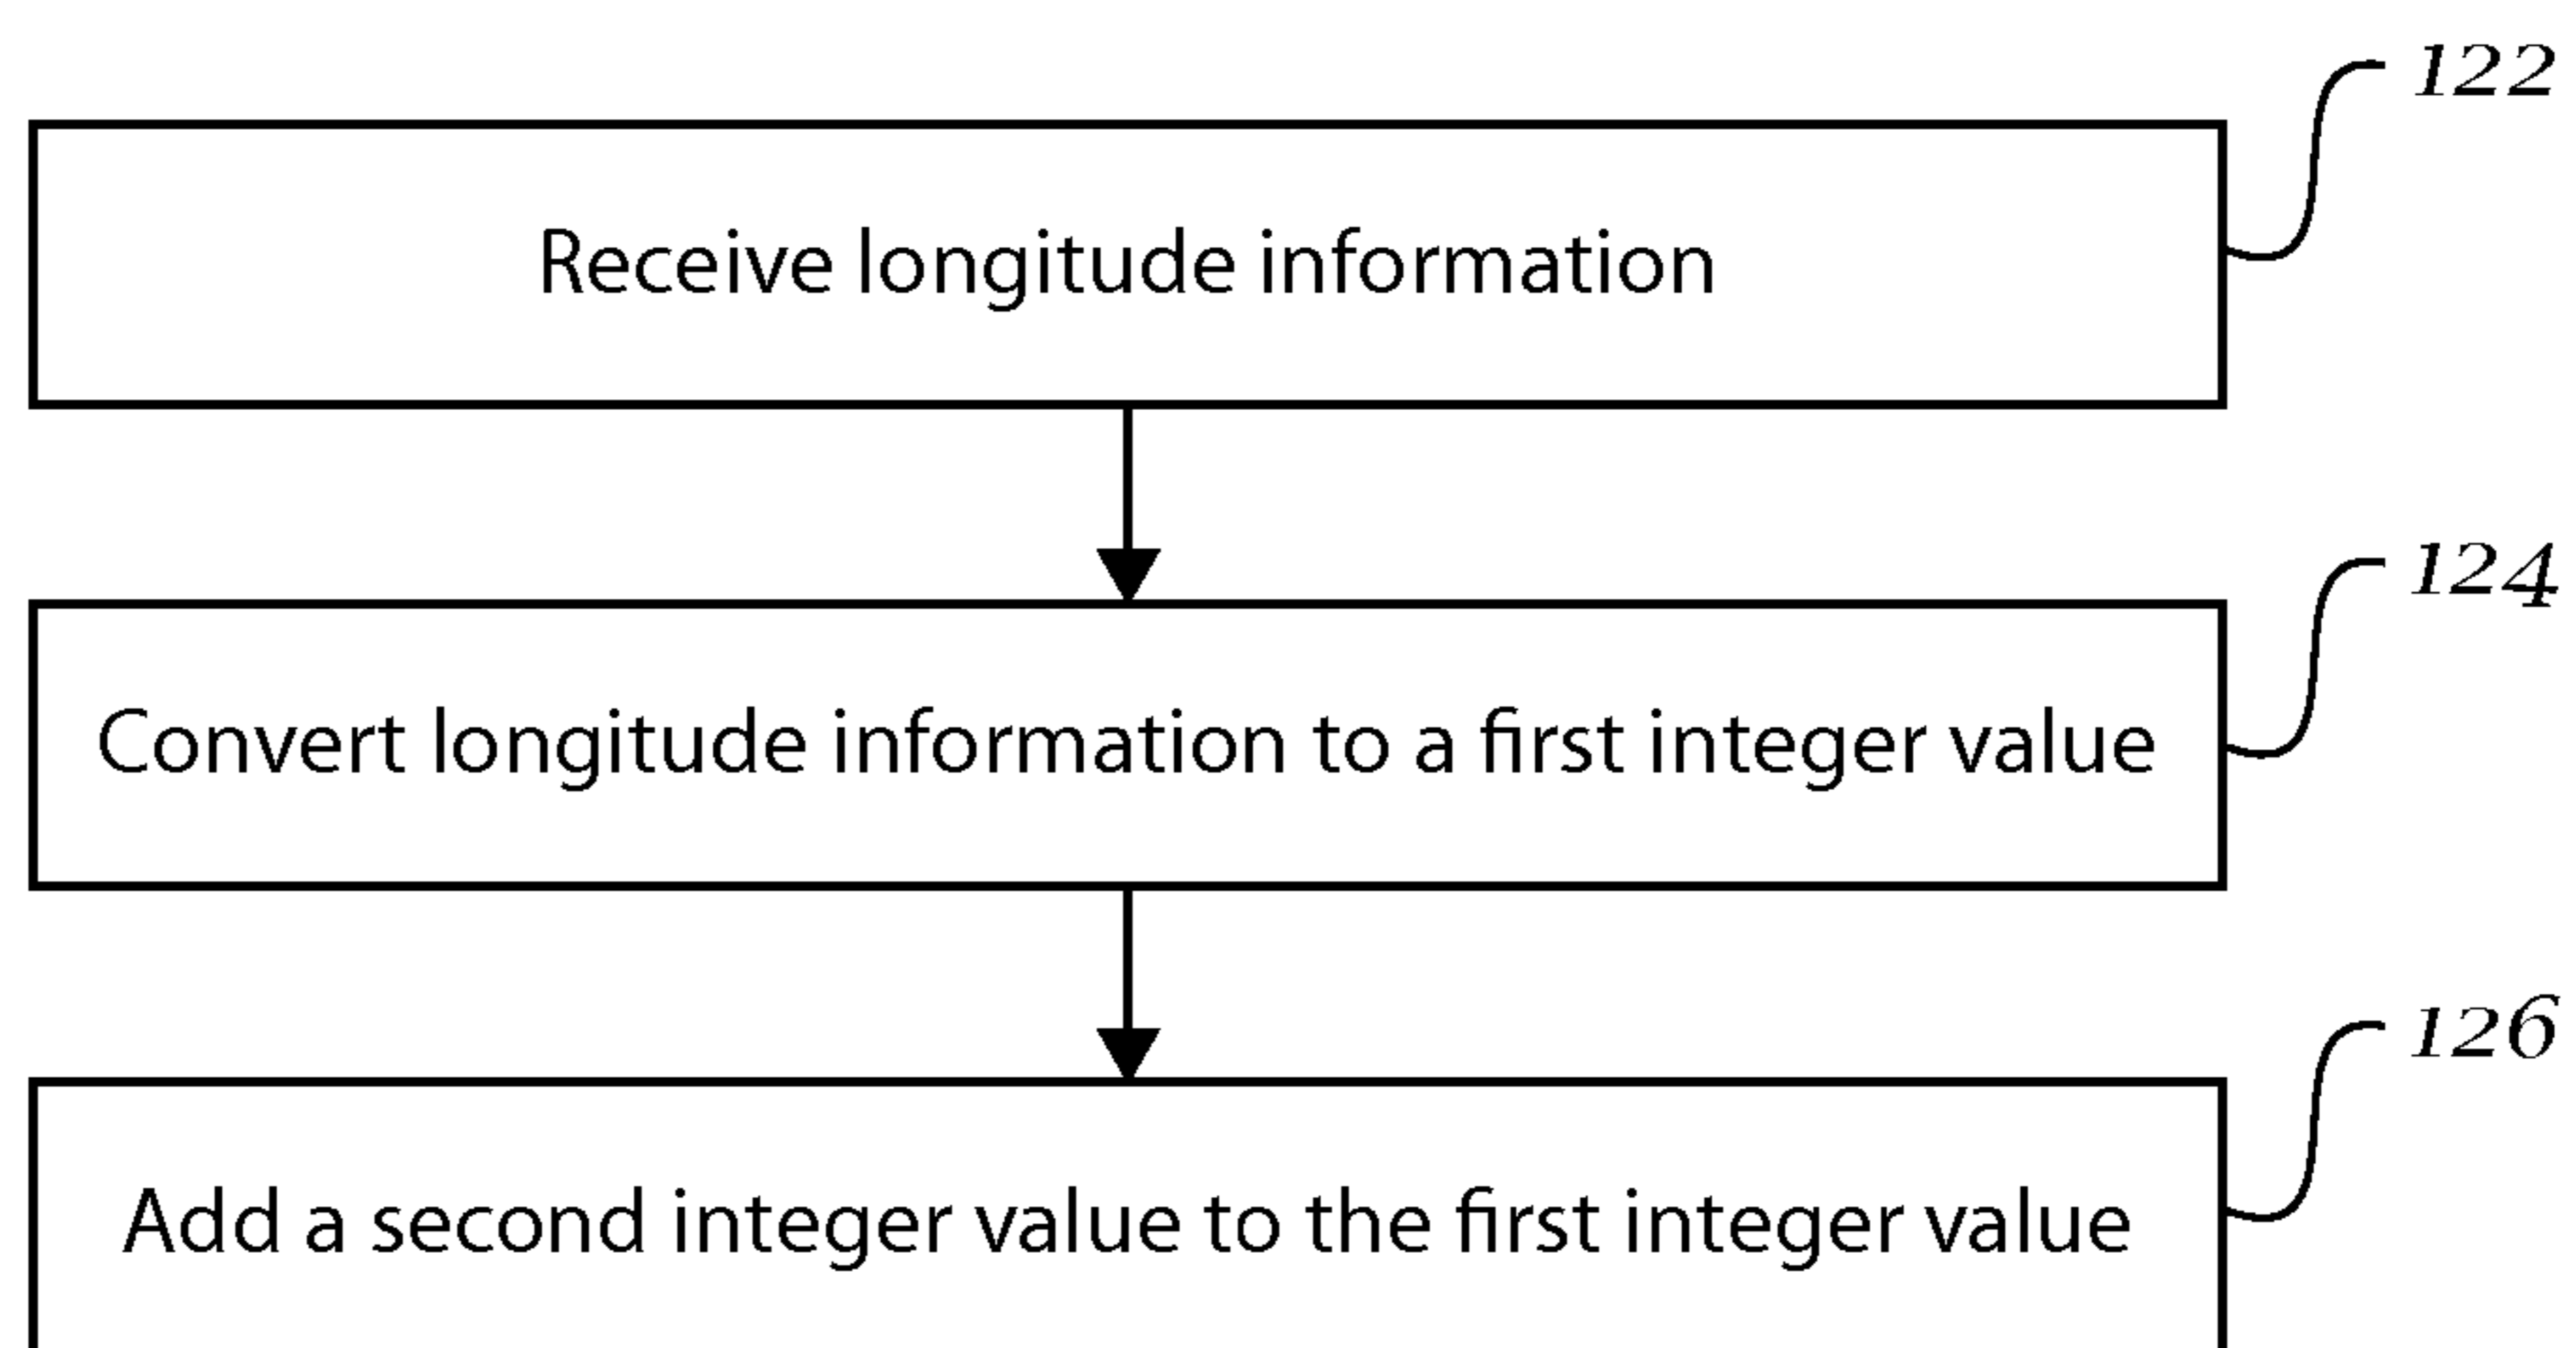 122
Receive longitude information
124
Convert longitude information to a first integer value
126
Add a second integer value to the first integer value